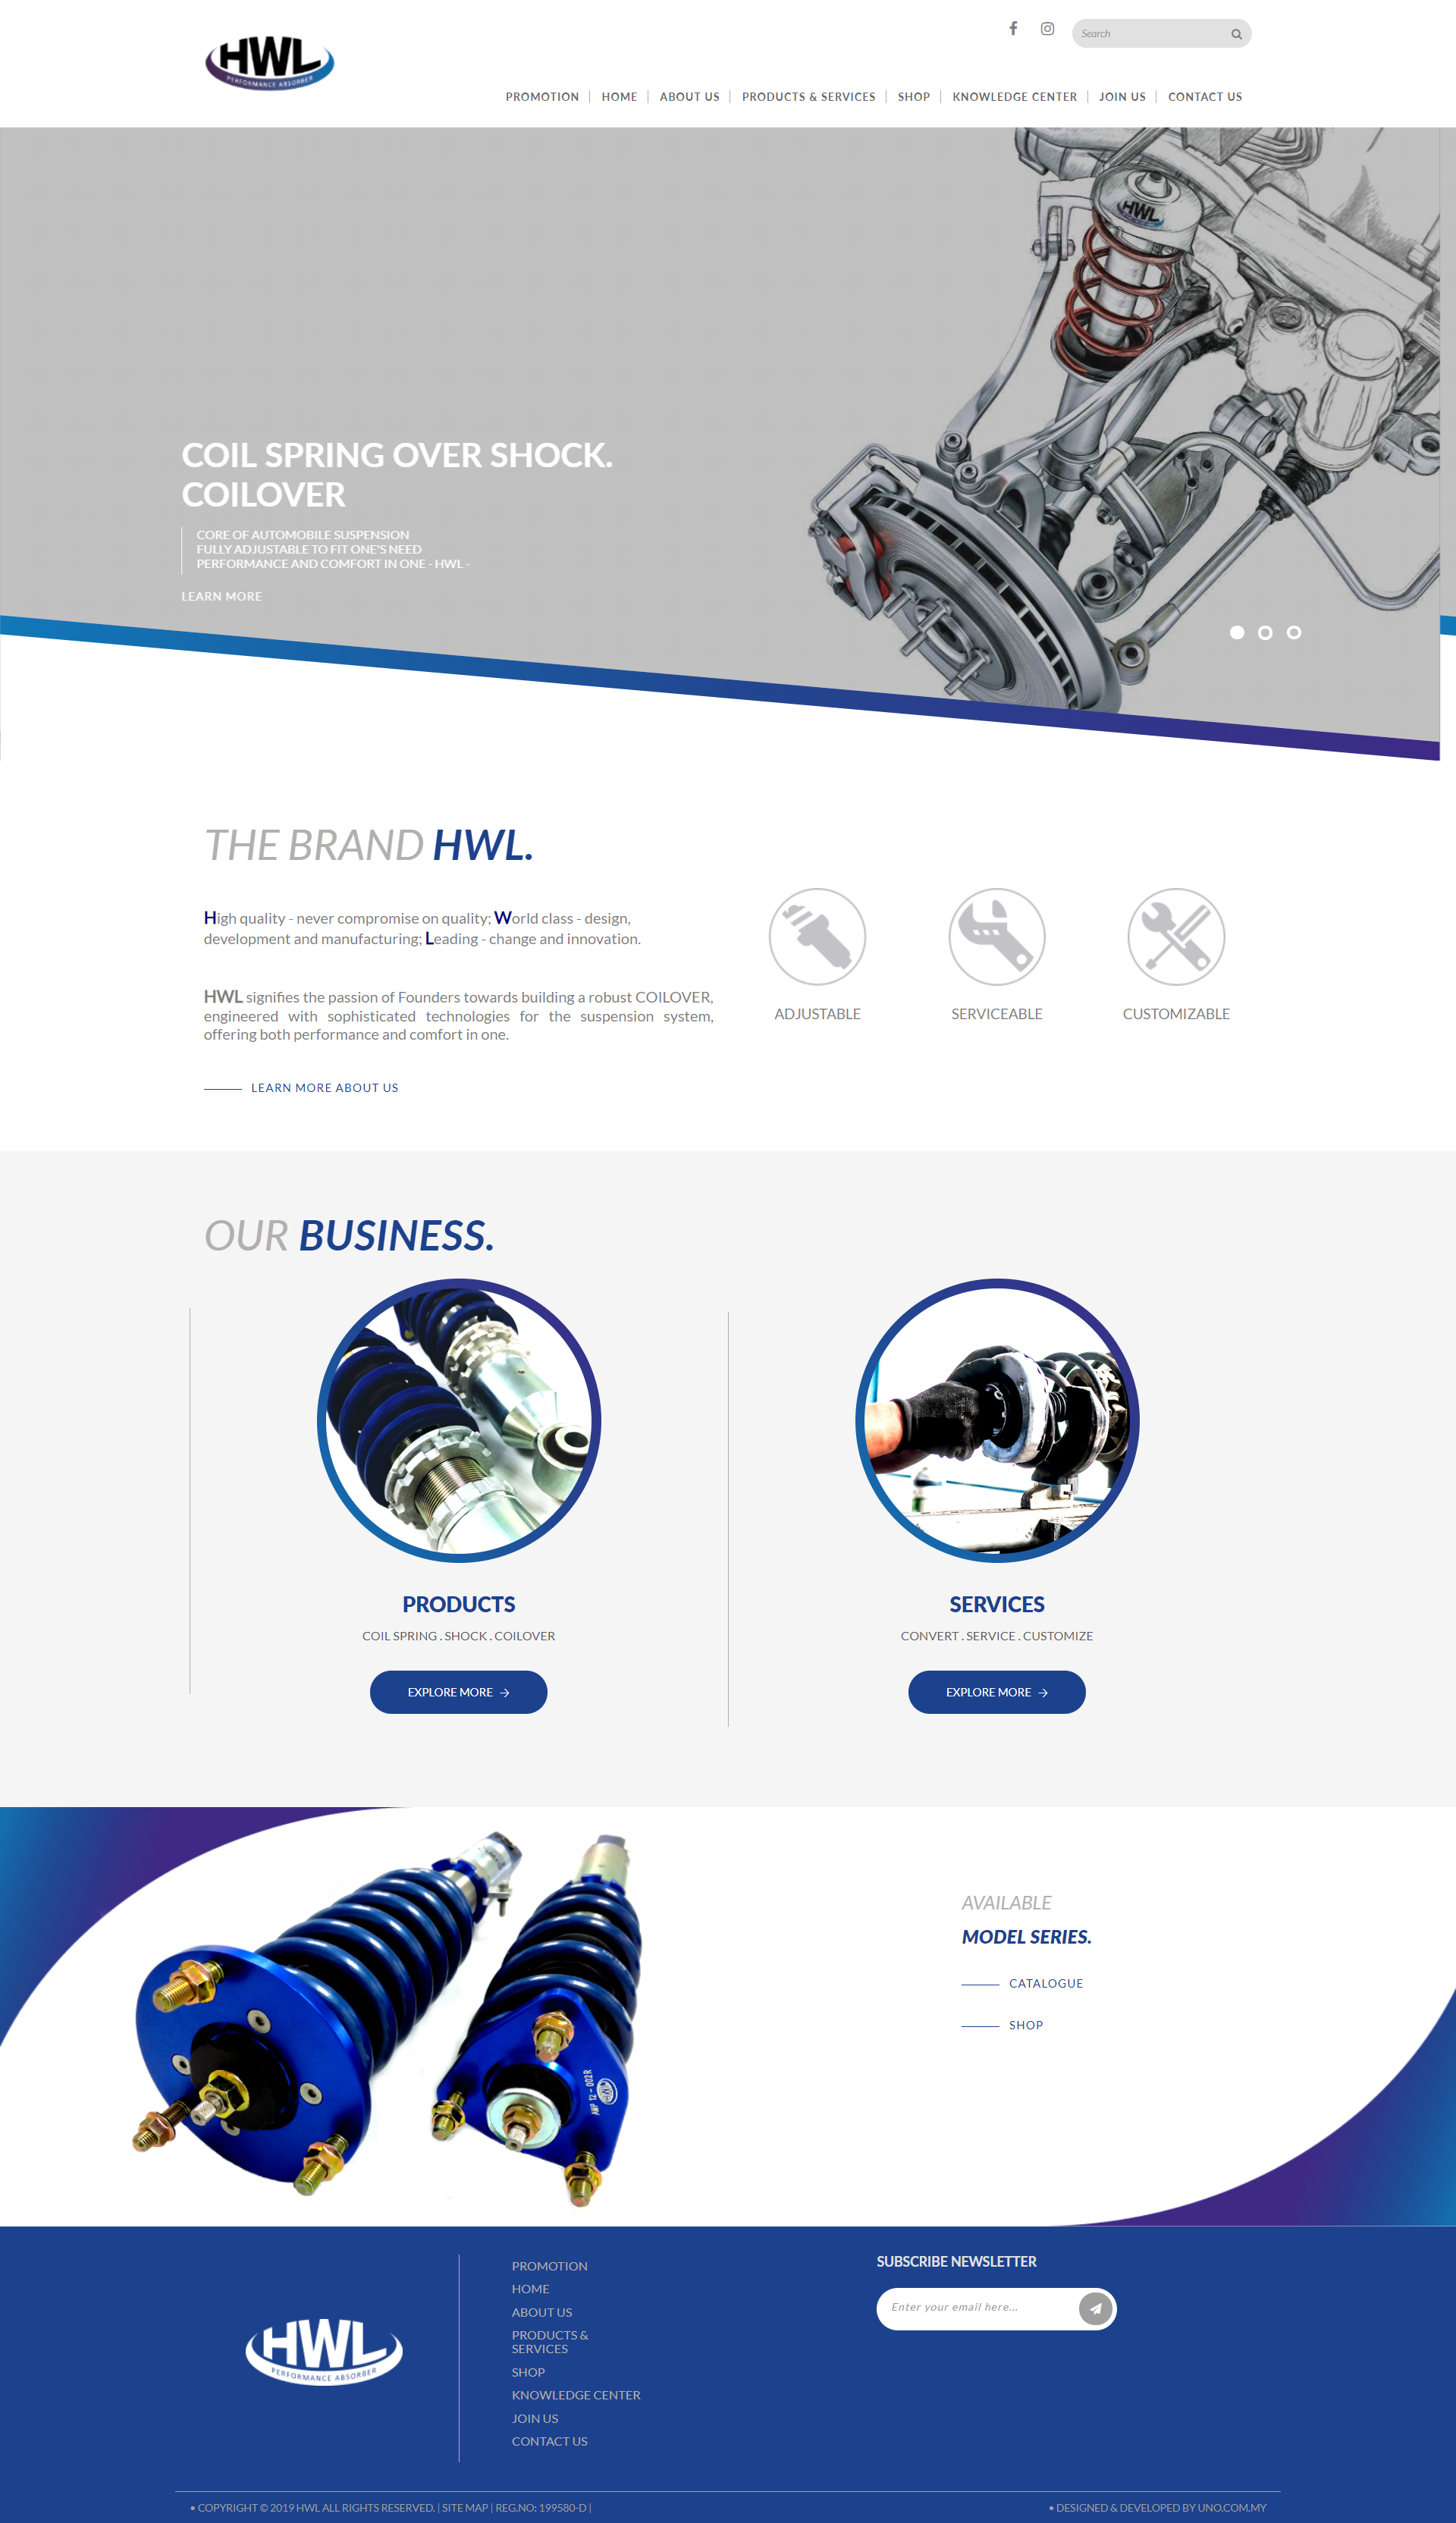 HWL
PERFORMANCE ABSORBER
Search
PROMOTION
HOME
ABOUT US
PRODUCTS & SERVICES
SHOP
KNOWLEDGE CENTER
JOIN US
CONTACT US
HWL
COIL SPRING OVER SHOCK.
COILOVER
CORE OF AUTOMOBILE SUSPENSION
FULLY ADJUSTABLE TO FIT ONE'S NEED
PERFORMANCE AND COMFORT IN ONE - HWL -
LEARN MORE
THE BRAND HWL.
High quality - never compromise on quality; World class - design,
development and manufacturing; Leading - change and innovation.
HWL signifies the passion of Founders towards building a robust COILOVER,
engineered with sophisticated technologies for the suspension system,
offering both performance and comfort in one.
LEARN MORE ABOUT US
ADJUSTABLE
SERVICEABLE
CUSTOMIZABLE
OUR BUSINESS.
PRODUCTS
COIL SPRING . SHOCK . COILOVER
EXPLORE MORE →
SERVICES
CONVERT . SERVICE . CUSTOMIZE
EXPLORE MORE →
AMP 12-002R
HWL
AVAILABLE
MODEL SERIES.
CATALOGUE
SHOP
HWL
PERFORMANCE ABSORBER
PROMOTION
HOME
ABOUT US
PRODUCTS &
SERVICES
SHOP
KNOWLEDGE CENTER
JOIN US
CONTACT US
SUBSCRIBE NEWSLETTER
Enter your email here...
• COPYRIGHT © 2019 HWL ALL RIGHTS RESERVED. | SITE MAP | REG.NO: 199580-D |
• DESIGNED & DEVELOPED BY UNO.COM.MY